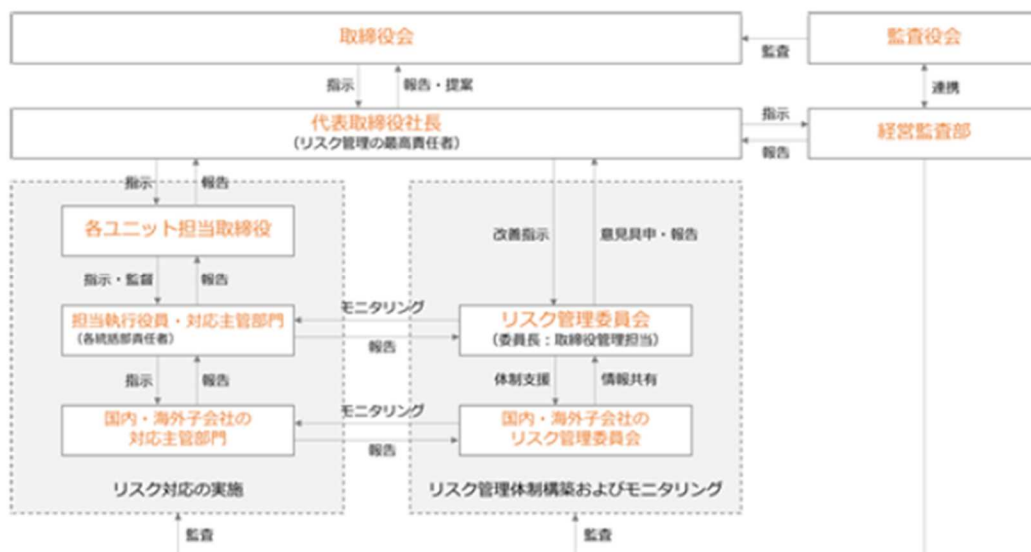 取締役会
監査役会
監査
指示
報告・提案
連携
代表取締役社長
(リスク管理の最高責任者)
指示
報告
経営監査部
指示
報告
各ユニット担当取締役
改善指示
意見具申・報告
指示・監督
報告
担当執行役員・対応主管部門
(各統括部責任者)
モニタリング
報告
リスク管理委員会
(委員長:取締役管理担当)
指示
報告
体制支援
情報共有
国内・海外子会社の
対応主管部門
モニタリング
報告
国内・海外子会社の
リスク管理委員会
リスク対応の実施
リスク管理体制構築およびモニタリング
監査
監査